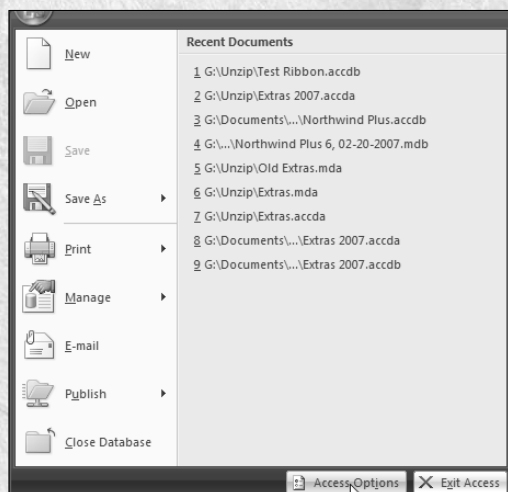 New
Open
Save
Save As
Print
Manage
E-mail
Publish
Close Database
Recent Documents
1 G:\Unzip\Test Ribbon.accdb
2 G:\Unzip\Extras 2007.accda
3 G:\Documents\...\Northwind Plus.accdb
4 G:\...\Northwind Plus 6, 02-20-2007.mdb
5 G:\Unzip\Old Extras.mda
6 G:\Unzip\Extras.mda
7 G:\Unzip\Extras.accda
8 G:\Documents\...\Extras 2007.accda
9 G:\Documents\...\Extras 2007.accdb
Access Options
Exit Access